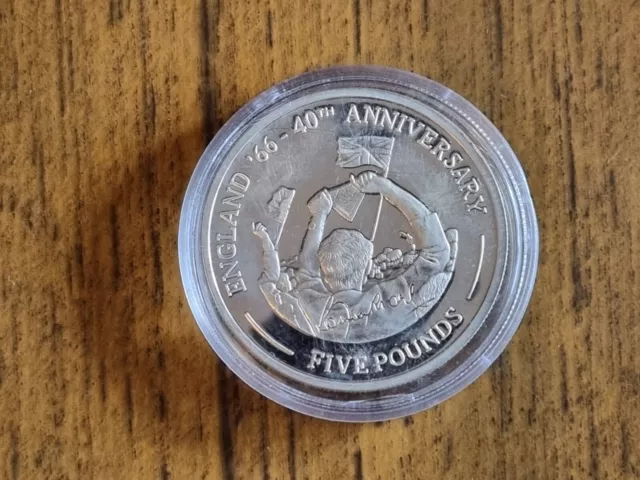 ENGLAND '66 - 40TH ANNIVERSARY
FIVE POUNDS